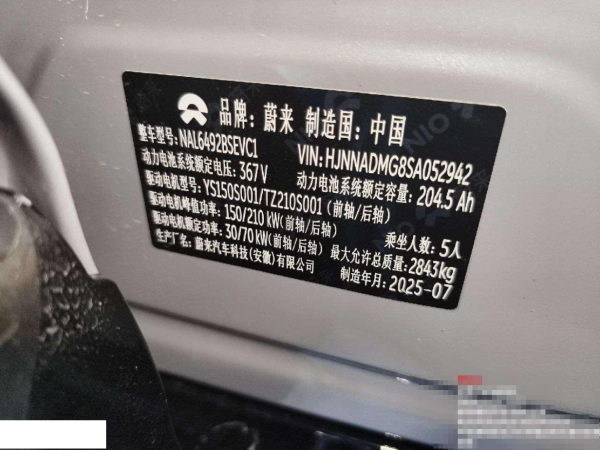 品牌：蔚来 制造国：中国
整车型号：NAL6492BSEVC1 VIN:HJNNADMG8SA052942
动力电池系统额定电压：367V 动力电池系统额定容量：204.5 Ah
驱动电机型号：YS150S001/TZ210S001(前轴/后轴)
驱动电机峰值功率：150/210 kW(前轴/后轴) 乘坐人数：5人
驱动电机额定功率：30/70 kW(前轴/后轴) 最大允许总质量：2843kg
生产厂名：蔚来汽车科技(安徽)有限公司 制造年月：2025-07